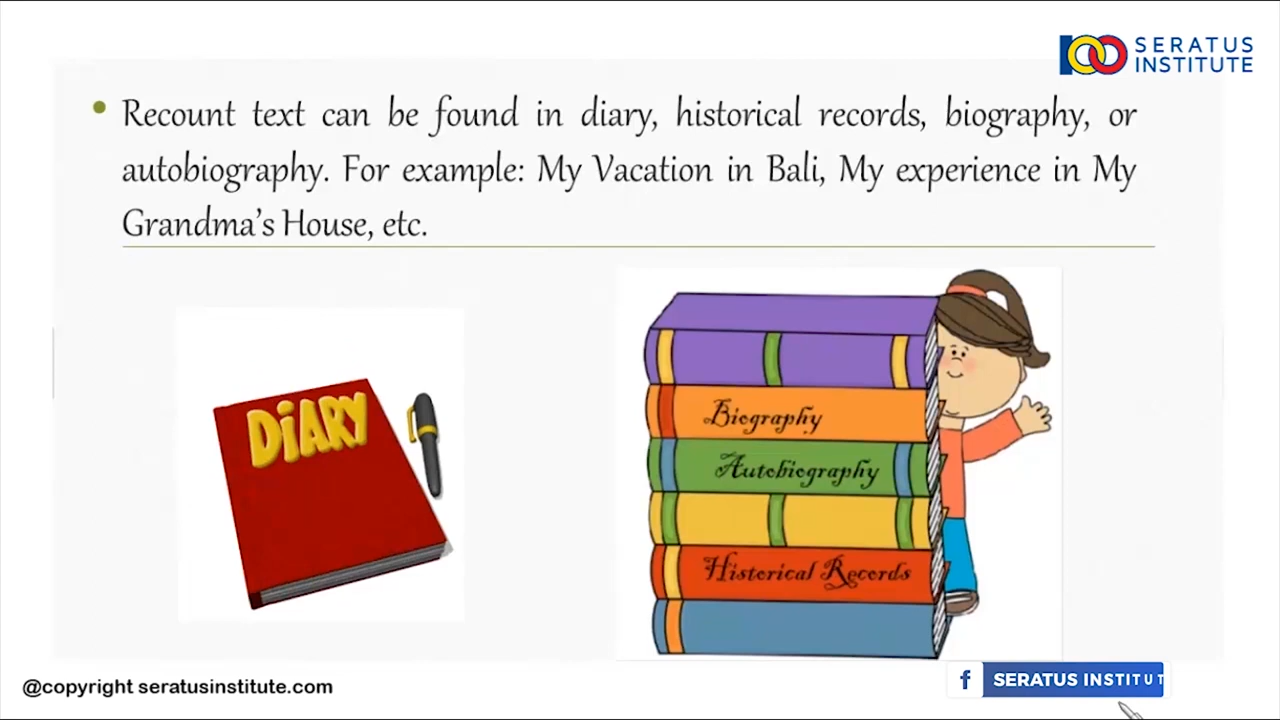 SERATUS
INSTITUTE
Recount text can be found in diary, historical records, biography, or
autobiography. For example: My Vacation in Bali, My experience in My
Grandma's House, etc.
DiARY
Biography
Autobiography
Historical Records
@copyright seratusinstitute.com
f SERATUS INSTITUT